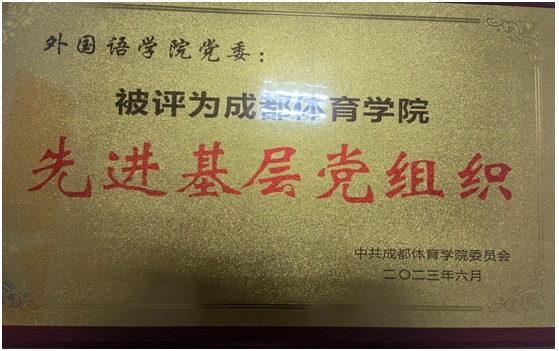 外国语学院党委：
被评为成都体育学院
先进基层党组织
中共成都体育学院委员会
二〇二三年六月